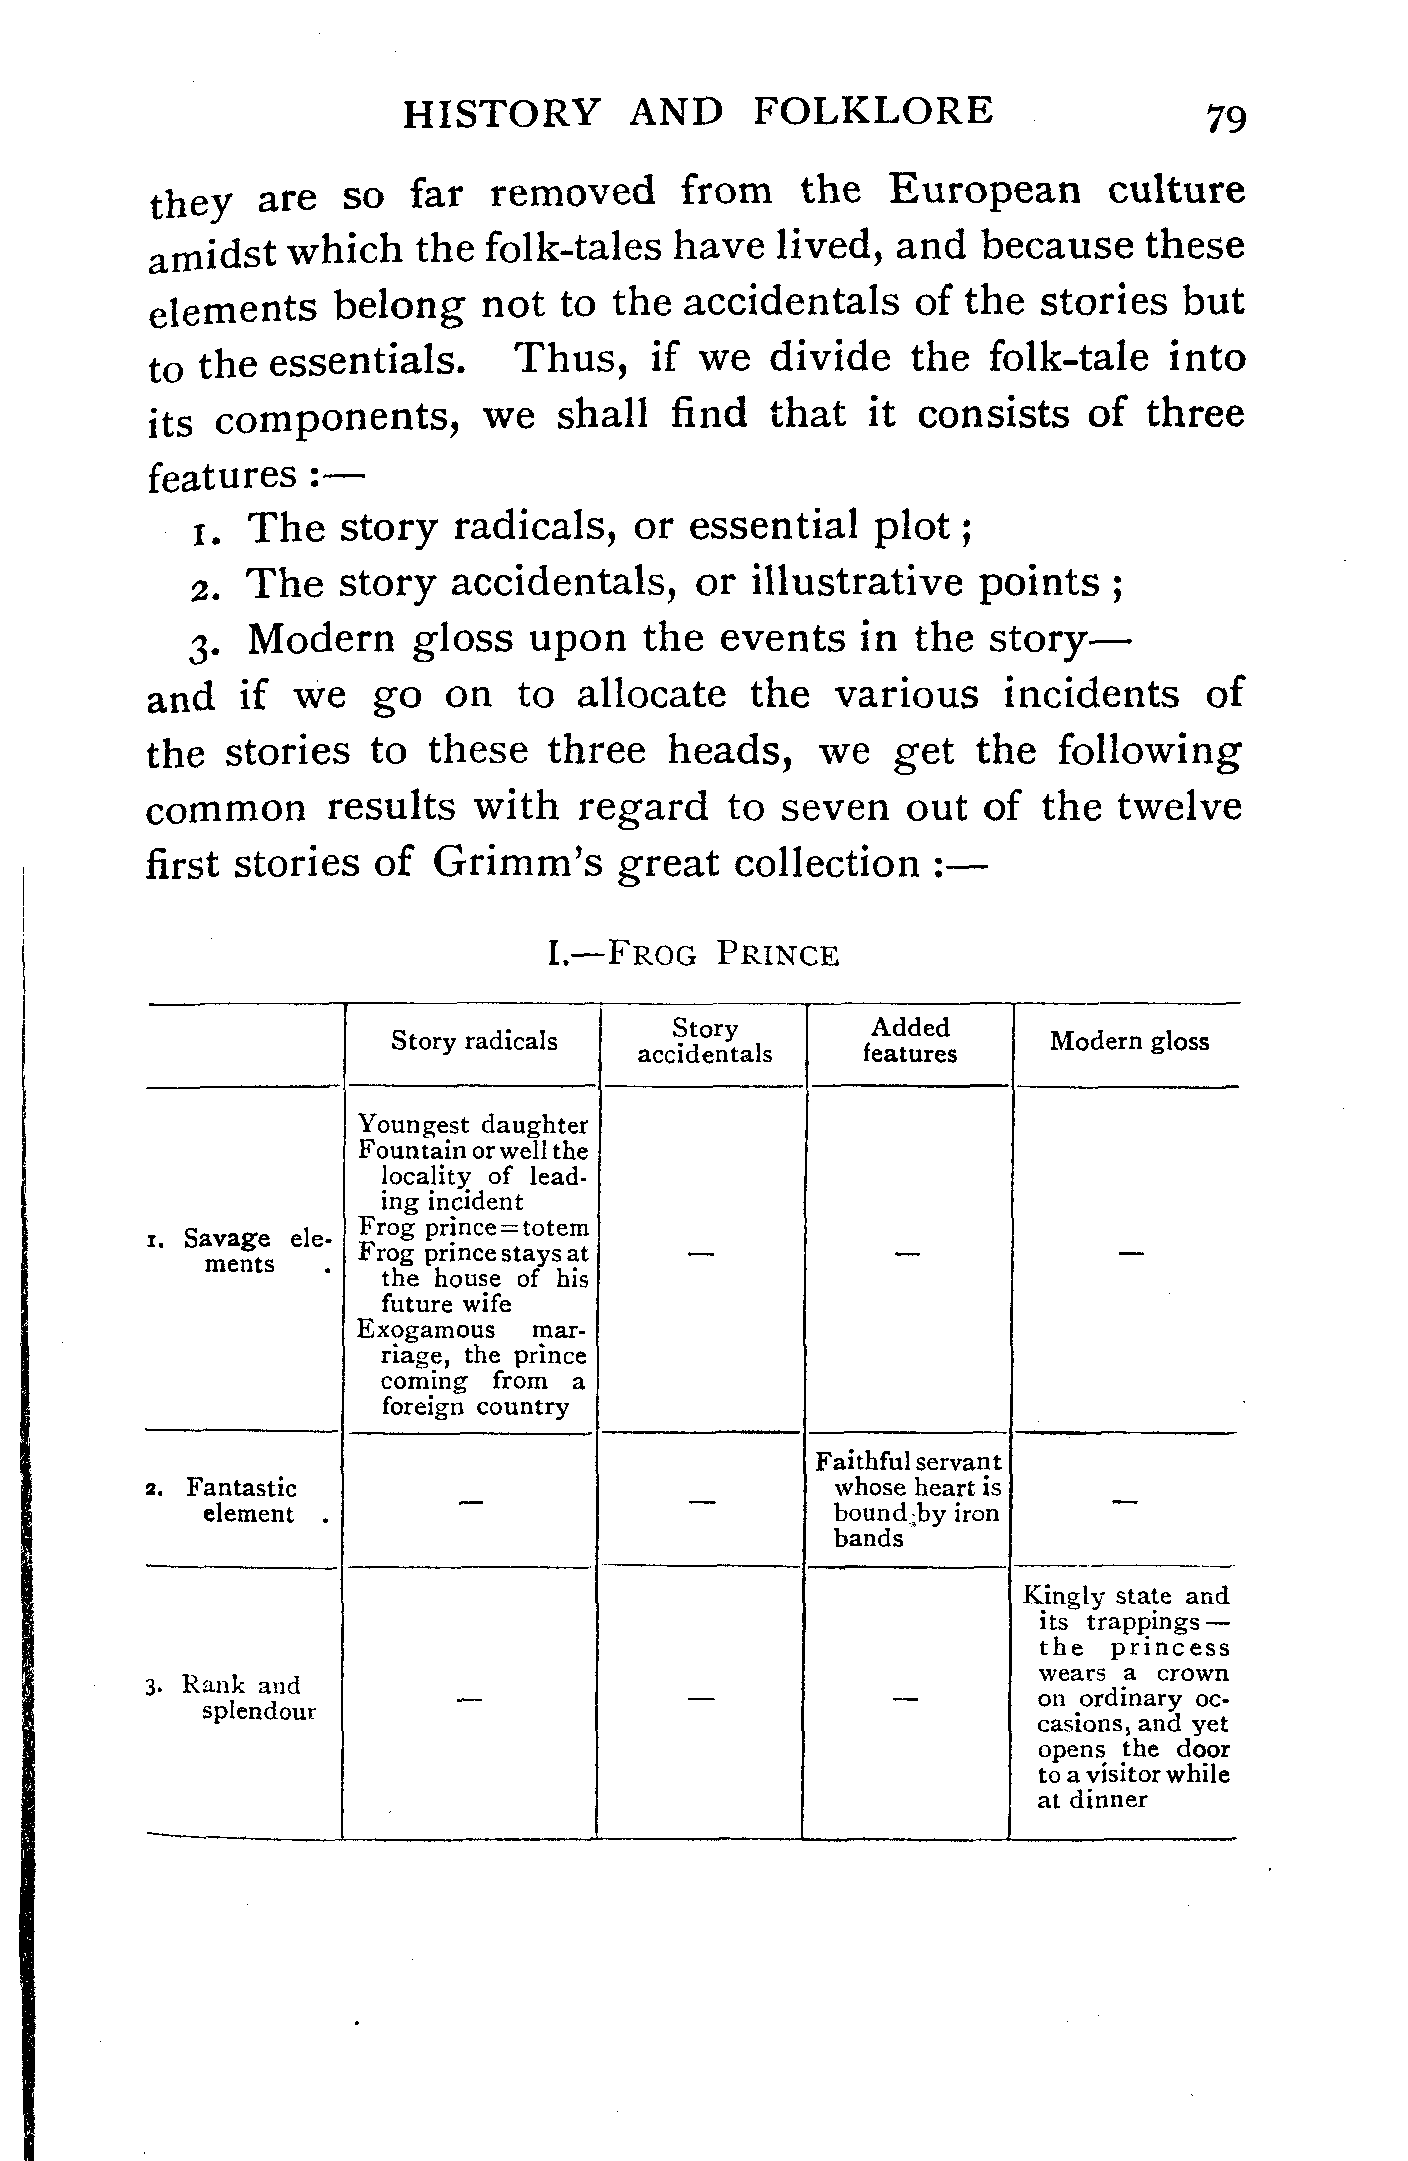 HISTORY AND FOLKLORE 79
they are so far removed from the European culture
amidst which the folk-tales have lived, and because these
elements belong not to the accidentals of the stories but
to the essentials. Thus, if we divide the folk-tale into
its components, we shall find that it consists of three
features :—
1. The story radicals, or essential plot ;
2. The story accidentals, or illustrative points ;
3. Modern gloss upon the events in the story—
and if we go on to allocate the various incidents of
the stories to these three heads, we get the following
common results with regard to seven out of the twelve
first stories of Grimm's great collection :—
I.—FROG PRINCE
Story radicals
Story
accidentals
Added
features
Modern gloss
1. Savage ele-
ments .
Youngest daughter
Fountain or well the
locality of lead-
ing incident
Frog prince=totem
Frog prince stays at
the house of his
future wife
Exogamous mar-
riage, the prince
coming from a
foreign country
—
—
—
2. Fantastic
element .
—
—
Faithful servant
whose heart is
bound by iron
bands
—
3. Rank and
splendour
—
—
—
Kingly state and
its trappings—
the princess
wears a crown
on ordinary oc-
casions, and yet
opens the door
to a visitor while
at dinner